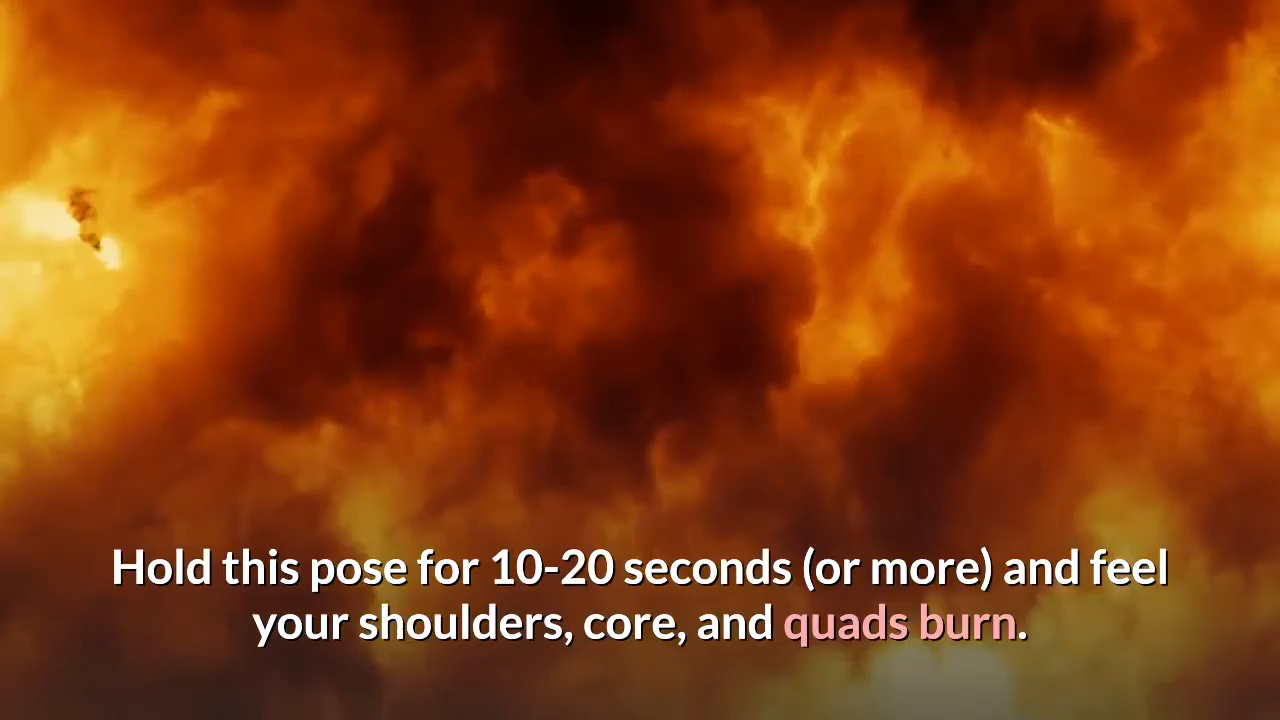 Hold this pose for 10-20 seconds (or more) and feel
your shoulders, core, and quads burn.